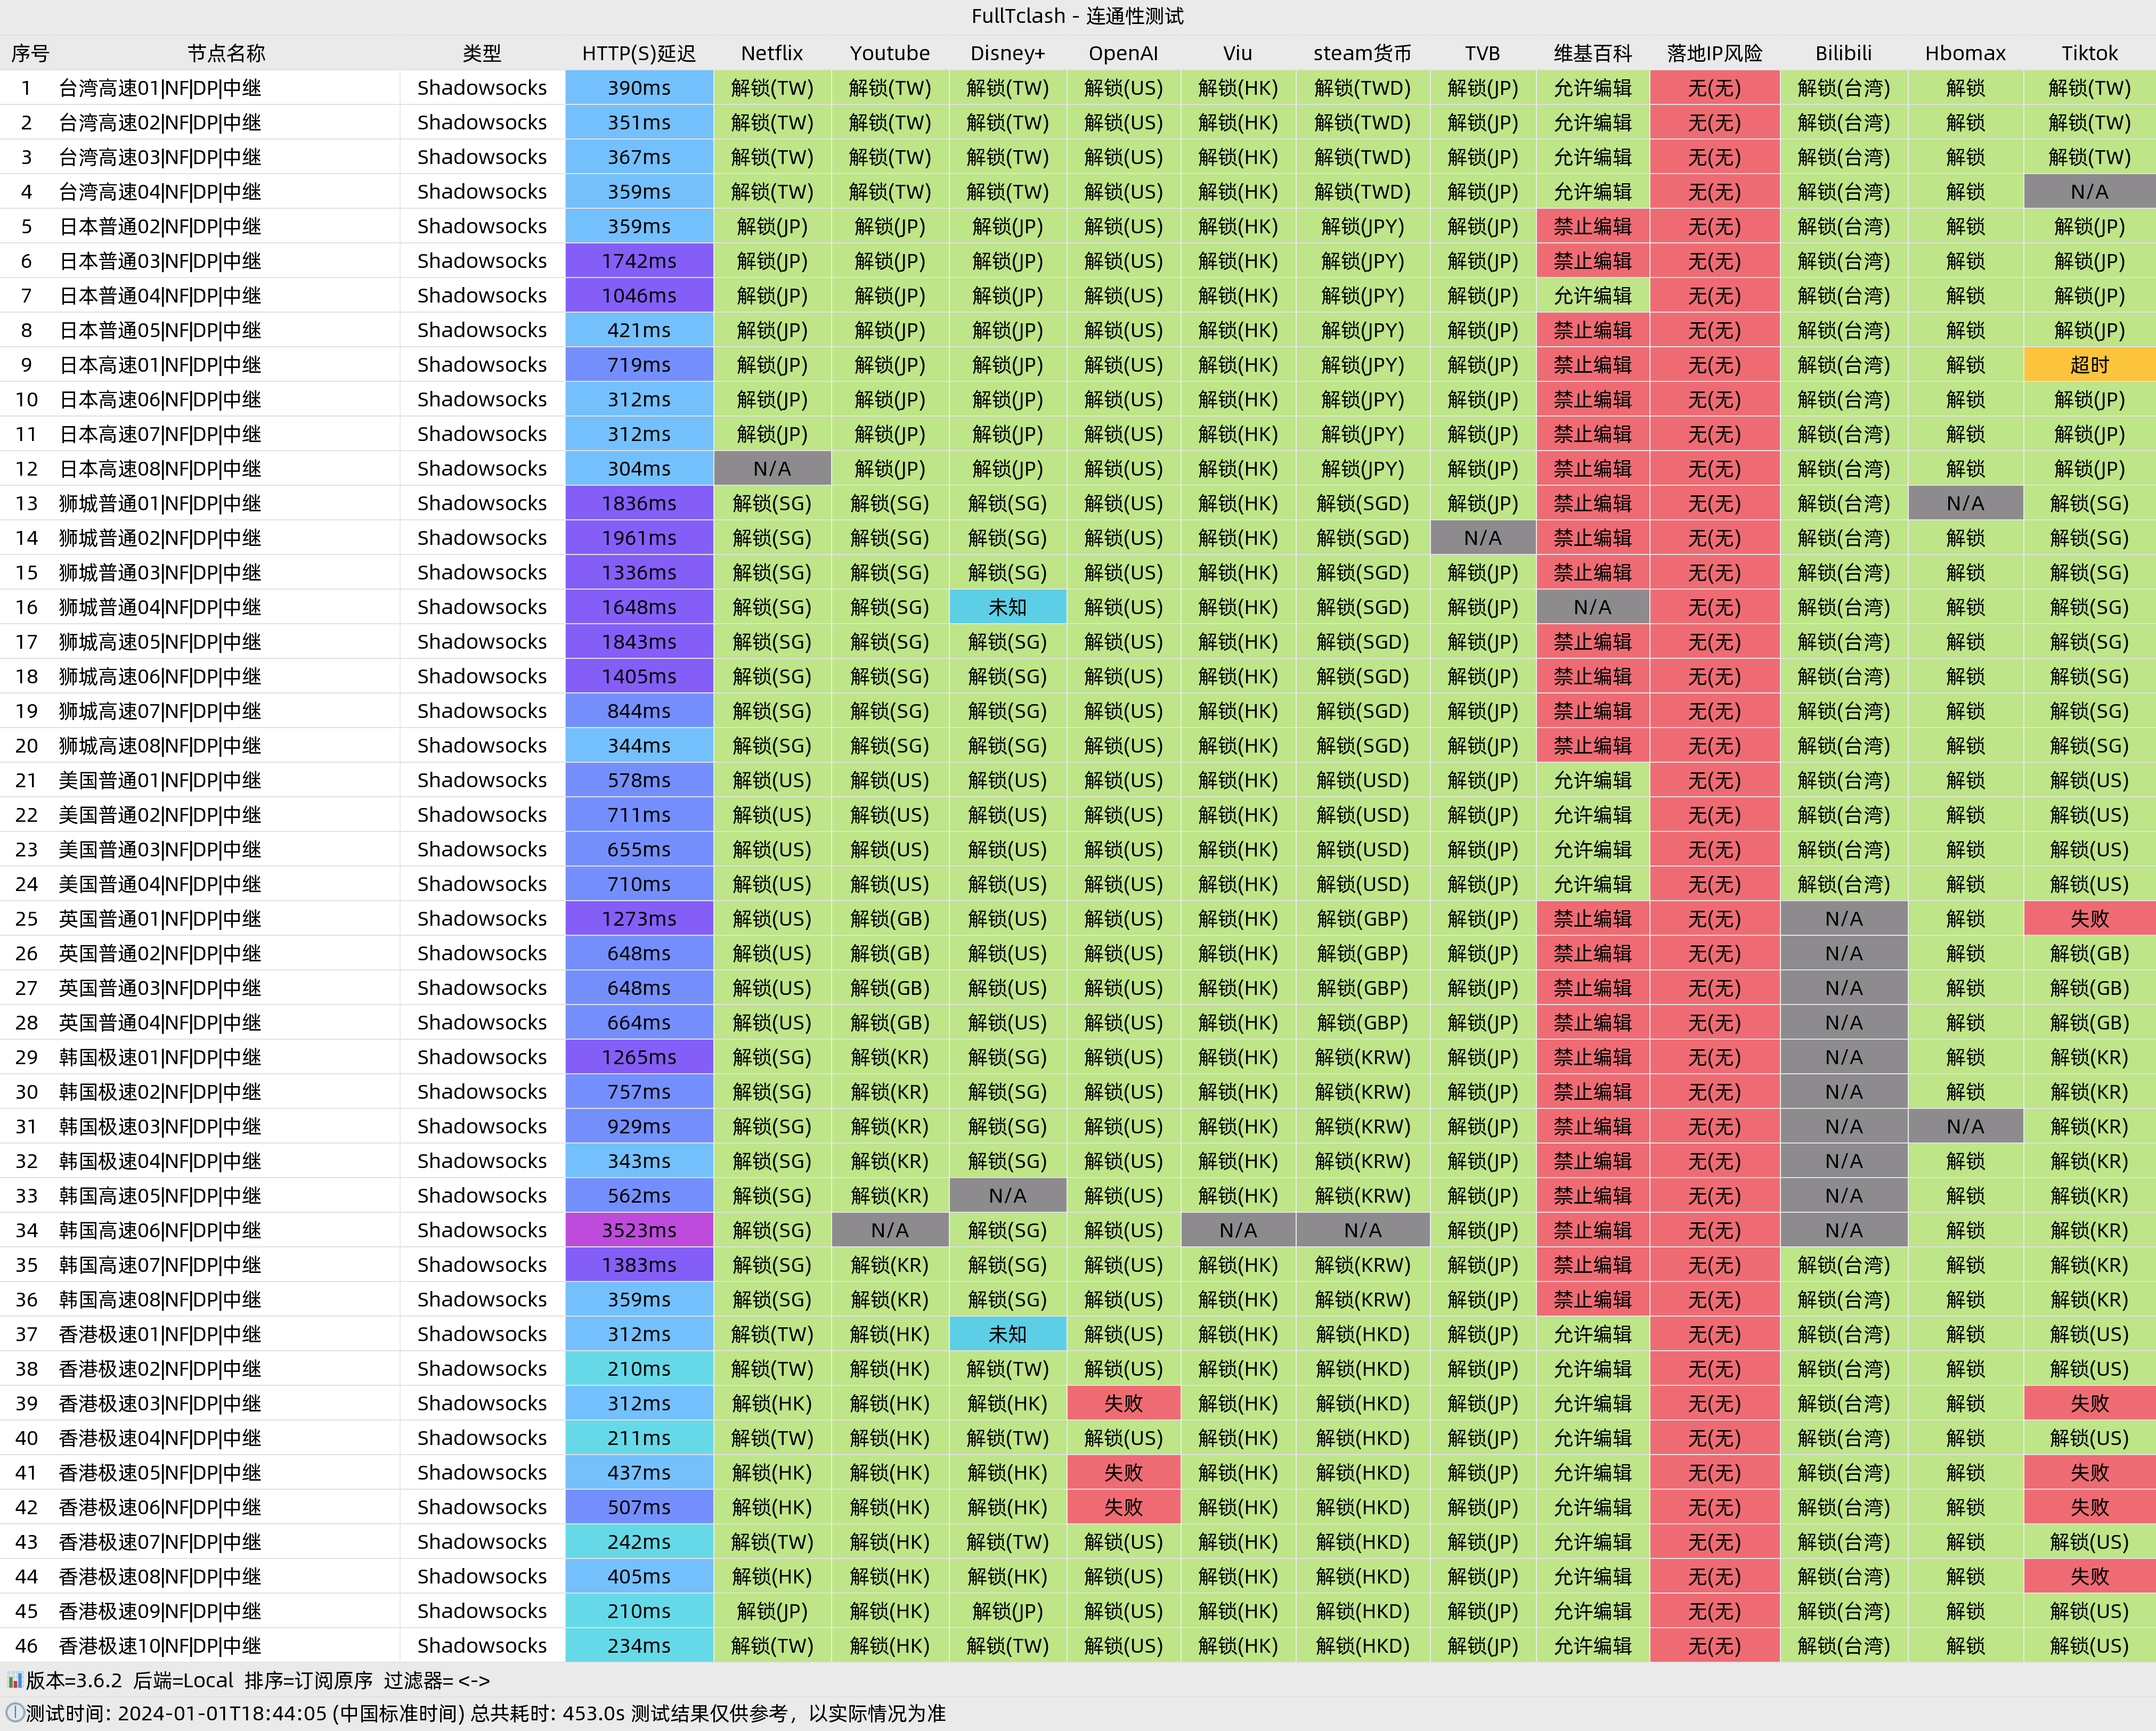 FullTclash - 连通性测试
序号 节点名称 类型 HTTP(S)延迟 Netflix Youtube Disney+ OpenAI Viu steam货币 TVB 维基百科 落地IP风险 Bilibili Hbomax Tiktok
1 台湾高速01|NF|DP|中继 Shadowsocks 390ms 解锁(TW) 解锁(TW) 解锁(TW) 解锁(US) 解锁(HK) 解锁(TWD) 解锁(JP) 允许编辑 无(无) 解锁(台湾) 解锁 解锁(TW)
2 台湾高速02|NF|DP|中继 Shadowsocks 351ms 解锁(TW) 解锁(TW) 解锁(TW) 解锁(US) 解锁(HK) 解锁(TWD) 解锁(JP) 允许编辑 无(无) 解锁(台湾) 解锁 解锁(TW)
3 台湾高速03|NF|DP|中继 Shadowsocks 367ms 解锁(TW) 解锁(TW) 解锁(TW) 解锁(US) 解锁(HK) 解锁(TWD) 解锁(JP) 允许编辑 无(无) 解锁(台湾) 解锁 解锁(TW)
4 台湾高速04|NF|DP|中继 Shadowsocks 359ms 解锁(TW) 解锁(TW) 解锁(TW) 解锁(US) 解锁(HK) 解锁(TWD) 解锁(JP) 允许编辑 无(无) 解锁(台湾) 解锁 N/A
5 日本普通02|NF|DP|中继 Shadowsocks 359ms 解锁(JP) 解锁(JP) 解锁(JP) 解锁(US) 解锁(HK) 解锁(JPY) 解锁(JP) 禁止编辑 无(无) 解锁(台湾) 解锁 解锁(JP)
6 日本普通03|NF|DP|中继 Shadowsocks 1742ms 解锁(JP) 解锁(JP) 解锁(JP) 解锁(US) 解锁(HK) 解锁(JPY) 解锁(JP) 禁止编辑 无(无) 解锁(台湾) 解锁 解锁(JP)
7 日本普通04|NF|DP|中继 Shadowsocks 1046ms 解锁(JP) 解锁(JP) 解锁(JP) 解锁(US) 解锁(HK) 解锁(JPY) 解锁(JP) 允许编辑 无(无) 解锁(台湾) 解锁 解锁(JP)
8 日本普通05|NF|DP|中继 Shadowsocks 421ms 解锁(JP) 解锁(JP) 解锁(JP) 解锁(US) 解锁(HK) 解锁(JPY) 解锁(JP) 禁止编辑 无(无) 解锁(台湾) 解锁 解锁(JP)
9 日本高速01|NF|DP|中继 Shadowsocks 719ms 解锁(JP) 解锁(JP) 解锁(JP) 解锁(US) 解锁(HK) 解锁(JPY) 解锁(JP) 禁止编辑 无(无) 解锁(台湾) 解锁 超时
10 日本高速06|NF|DP|中继 Shadowsocks 312ms 解锁(JP) 解锁(JP) 解锁(JP) 解锁(US) 解锁(HK) 解锁(JPY) 解锁(JP) 禁止编辑 无(无) 解锁(台湾) 解锁 解锁(JP)
11 日本高速07|NF|DP|中继 Shadowsocks 312ms 解锁(JP) 解锁(JP) 解锁(JP) 解锁(US) 解锁(HK) 解锁(JPY) 解锁(JP) 禁止编辑 无(无) 解锁(台湾) 解锁 解锁(JP)
12 日本高速08|NF|DP|中继 Shadowsocks 304ms N/A 解锁(JP) 解锁(JP) 解锁(US) 解锁(HK) 解锁(JPY) 解锁(JP) 禁止编辑 无(无) 解锁(台湾) 解锁 解锁(JP)
13 狮城普通01|NF|DP|中继 Shadowsocks 1836ms 解锁(SG) 解锁(SG) 解锁(SG) 解锁(US) 解锁(HK) 解锁(SGD) 解锁(JP) 禁止编辑 无(无) 解锁(台湾) N/A 解锁(SG)
14 狮城普通02|NF|DP|中继 Shadowsocks 1961ms 解锁(SG) 解锁(SG) 解锁(SG) 解锁(US) 解锁(HK) 解锁(SGD) N/A 禁止编辑 无(无) 解锁(台湾) 解锁 解锁(SG)
15 狮城普通03|NF|DP|中继 Shadowsocks 1336ms 解锁(SG) 解锁(SG) 解锁(SG) 解锁(US) 解锁(HK) 解锁(SGD) 解锁(JP) 禁止编辑 无(无) 解锁(台湾) 解锁 解锁(SG)
16 狮城普通04|NF|DP|中继 Shadowsocks 1648ms 解锁(SG) 解锁(SG) 未知 解锁(US) 解锁(HK) 解锁(SGD) 解锁(JP) N/A 无(无) 解锁(台湾) 解锁 解锁(SG)
17 狮城高速05|NF|DP|中继 Shadowsocks 1843ms 解锁(SG) 解锁(SG) 解锁(SG) 解锁(US) 解锁(HK) 解锁(SGD) 解锁(JP) 禁止编辑 无(无) 解锁(台湾) 解锁 解锁(SG)
18 狮城高速06|NF|DP|中继 Shadowsocks 1405ms 解锁(SG) 解锁(SG) 解锁(SG) 解锁(US) 解锁(HK) 解锁(SGD) 解锁(JP) 禁止编辑 无(无) 解锁(台湾) 解锁 解锁(SG)
19 狮城高速07|NF|DP|中继 Shadowsocks 844ms 解锁(SG) 解锁(SG) 解锁(SG) 解锁(US) 解锁(HK) 解锁(SGD) 解锁(JP) 禁止编辑 无(无) 解锁(台湾) 解锁 解锁(SG)
20 狮城高速08|NF|DP|中继 Shadowsocks 344ms 解锁(SG) 解锁(SG) 解锁(SG) 解锁(US) 解锁(HK) 解锁(SGD) 解锁(JP) 禁止编辑 无(无) 解锁(台湾) 解锁 解锁(SG)
21 美国普通01|NF|DP|中继 Shadowsocks 578ms 解锁(US) 解锁(US) 解锁(US) 解锁(US) 解锁(HK) 解锁(USD) 解锁(JP) 允许编辑 无(无) 解锁(台湾) 解锁 解锁(US)
22 美国普通02|NF|DP|中继 Shadowsocks 711ms 解锁(US) 解锁(US) 解锁(US) 解锁(US) 解锁(HK) 解锁(USD) 解锁(JP) 允许编辑 无(无) 解锁(台湾) 解锁 解锁(US)
23 美国普通03|NF|DP|中继 Shadowsocks 655ms 解锁(US) 解锁(US) 解锁(US) 解锁(US) 解锁(HK) 解锁(USD) 解锁(JP) 允许编辑 无(无) 解锁(台湾) 解锁 解锁(US)
24 美国普通04|NF|DP|中继 Shadowsocks 710ms 解锁(US) 解锁(US) 解锁(US) 解锁(US) 解锁(HK) 解锁(USD) 解锁(JP) 允许编辑 无(无) 解锁(台湾) 解锁 解锁(US)
25 英国普通01|NF|DP|中继 Shadowsocks 1273ms 解锁(US) 解锁(GB) 解锁(US) 解锁(US) 解锁(HK) 解锁(GBP) 解锁(JP) 禁止编辑 无(无) N/A 解锁 失败
26 英国普通02|NF|DP|中继 Shadowsocks 648ms 解锁(US) 解锁(GB) 解锁(US) 解锁(US) 解锁(HK) 解锁(GBP) 解锁(JP) 禁止编辑 无(无) N/A 解锁 解锁(GB)
27 英国普通03|NF|DP|中继 Shadowsocks 648ms 解锁(US) 解锁(GB) 解锁(US) 解锁(US) 解锁(HK) 解锁(GBP) 解锁(JP) 禁止编辑 无(无) N/A 解锁 解锁(GB)
28 英国普通04|NF|DP|中继 Shadowsocks 664ms 解锁(US) 解锁(GB) 解锁(US) 解锁(US) 解锁(HK) 解锁(GBP) 解锁(JP) 禁止编辑 无(无) N/A 解锁 解锁(GB)
29 韩国极速01|NF|DP|中继 Shadowsocks 1265ms 解锁(SG) 解锁(KR) 解锁(SG) 解锁(US) 解锁(HK) 解锁(KRW) 解锁(JP) 禁止编辑 无(无) N/A 解锁 解锁(KR)
30 韩国极速02|NF|DP|中继 Shadowsocks 757ms 解锁(SG) 解锁(KR) 解锁(SG) 解锁(US) 解锁(HK) 解锁(KRW) 解锁(JP) 禁止编辑 无(无) N/A 解锁 解锁(KR)
31 韩国极速03|NF|DP|中继 Shadowsocks 929ms 解锁(SG) 解锁(KR) 解锁(SG) 解锁(US) 解锁(HK) 解锁(KRW) 解锁(JP) 禁止编辑 无(无) N/A N/A 解锁(KR)
32 韩国极速04|NF|DP|中继 Shadowsocks 343ms 解锁(SG) 解锁(KR) 解锁(SG) 解锁(US) 解锁(HK) 解锁(KRW) 解锁(JP) 禁止编辑 无(无) N/A 解锁 解锁(KR)
33 韩国高速05|NF|DP|中继 Shadowsocks 562ms 解锁(SG) 解锁(KR) N/A 解锁(US) 解锁(HK) 解锁(KRW) 解锁(JP) 禁止编辑 无(无) N/A 解锁 解锁(KR)
34 韩国高速06|NF|DP|中继 Shadowsocks 3523ms 解锁(SG) N/A 解锁(SG) 解锁(US) N/A N/A 解锁(JP) 禁止编辑 无(无) N/A 解锁 解锁(KR)
35 韩国高速07|NF|DP|中继 Shadowsocks 1383ms 解锁(SG) 解锁(KR) 解锁(SG) 解锁(US) 解锁(HK) 解锁(KRW) 解锁(JP) 禁止编辑 无(无) 解锁(台湾) 解锁 解锁(KR)
36 韩国高速08|NF|DP|中继 Shadowsocks 359ms 解锁(SG) 解锁(KR) 解锁(SG) 解锁(US) 解锁(HK) 解锁(KRW) 解锁(JP) 禁止编辑 无(无) 解锁(台湾) 解锁 解锁(KR)
37 香港极速01|NF|DP|中继 Shadowsocks 312ms 解锁(TW) 解锁(HK) 未知 解锁(US) 解锁(HK) 解锁(HKD) 解锁(JP) 允许编辑 无(无) 解锁(台湾) 解锁 解锁(US)
38 香港极速02|NF|DP|中继 Shadowsocks 210ms 解锁(TW) 解锁(HK) 解锁(TW) 解锁(US) 解锁(HK) 解锁(HKD) 解锁(JP) 允许编辑 无(无) 解锁(台湾) 解锁 解锁(US)
39 香港极速03|NF|DP|中继 Shadowsocks 312ms 解锁(HK) 解锁(HK) 解锁(HK) 失败 解锁(HK) 解锁(HKD) 解锁(JP) 允许编辑 无(无) 解锁(台湾) 解锁 失败
40 香港极速04|NF|DP|中继 Shadowsocks 211ms 解锁(TW) 解锁(HK) 解锁(TW) 解锁(US) 解锁(HK) 解锁(HKD) 解锁(JP) 允许编辑 无(无) 解锁(台湾) 解锁 解锁(US)
41 香港极速05|NF|DP|中继 Shadowsocks 437ms 解锁(HK) 解锁(HK) 解锁(HK) 失败 解锁(HK) 解锁(HKD) 解锁(JP) 允许编辑 无(无) 解锁(台湾) 解锁 失败
42 香港极速06|NF|DP|中继 Shadowsocks 507ms 解锁(HK) 解锁(HK) 解锁(HK) 失败 解锁(HK) 解锁(HKD) 解锁(JP) 允许编辑 无(无) 解锁(台湾) 解锁 失败
43 香港极速07|NF|DP|中继 Shadowsocks 242ms 解锁(TW) 解锁(HK) 解锁(TW) 解锁(US) 解锁(HK) 解锁(HKD) 解锁(JP) 允许编辑 无(无) 解锁(台湾) 解锁 解锁(US)
44 香港极速08|NF|DP|中继 Shadowsocks 405ms 解锁(HK) 解锁(HK) 解锁(HK) 解锁(US) 解锁(HK) 解锁(HKD) 解锁(JP) 允许编辑 无(无) 解锁(台湾) 解锁 失败
45 香港极速09|NF|DP|中继 Shadowsocks 210ms 解锁(JP) 解锁(HK) 解锁(JP) 解锁(US) 解锁(HK) 解锁(HKD) 解锁(JP) 允许编辑 无(无) 解锁(台湾) 解锁 解锁(US)
46 香港极速10|NF|DP|中继 Shadowsocks 234ms 解锁(TW) 解锁(HK) 解锁(TW) 解锁(US) 解锁(HK) 解锁(HKD) 解锁(JP) 允许编辑 无(无) 解锁(台湾) 解锁 解锁(US)
版本=3.6.2 后端=Local 排序=订阅原序 过滤器= <->
测试时间: 2024-01-01T18:44:05 (中国标准时间) 总共耗时: 453.0s 测试结果仅供参考，以实际情况为准